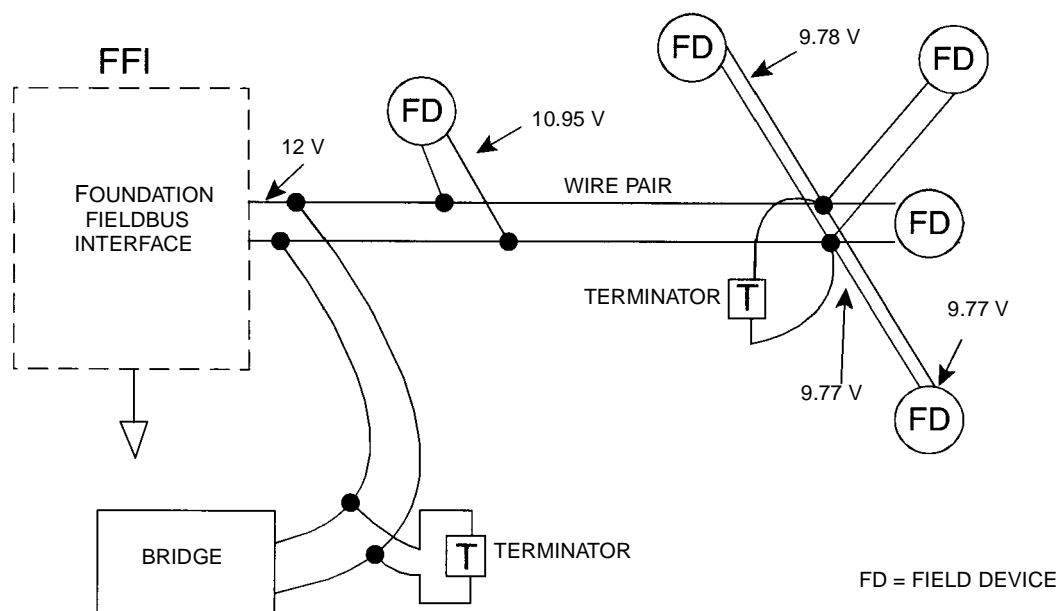 FFI
FOUNDATION
FIELDBUS
INTERFACE
12 V
FD
10.95 V
WIRE PAIR
FD
9.78 V
FD
FD
TERMINATOR
T
9.77 V
9.77 V
FD
BRIDGE
T
TERMINATOR
FD = FIELD DEVICE